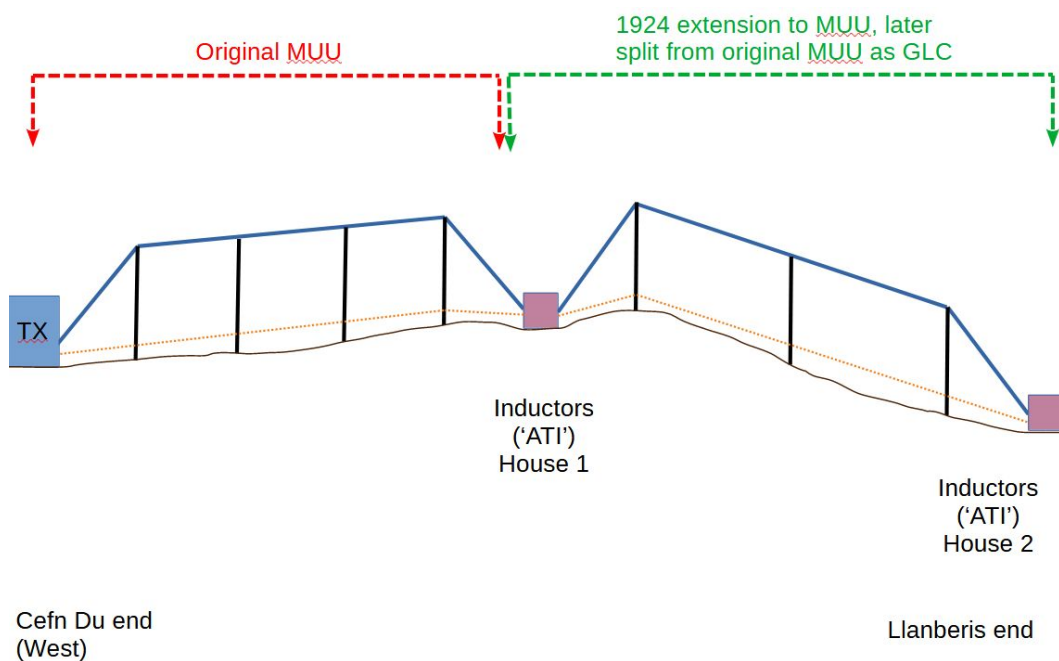 Original MUU
1924 extension to MUU, later
split from original MUU as GLC
TX
Inductors
(‘ATI’)
House 1
Inductors
(‘ATI’)
House 2
Cefn Du end
(West)
Llanberis end